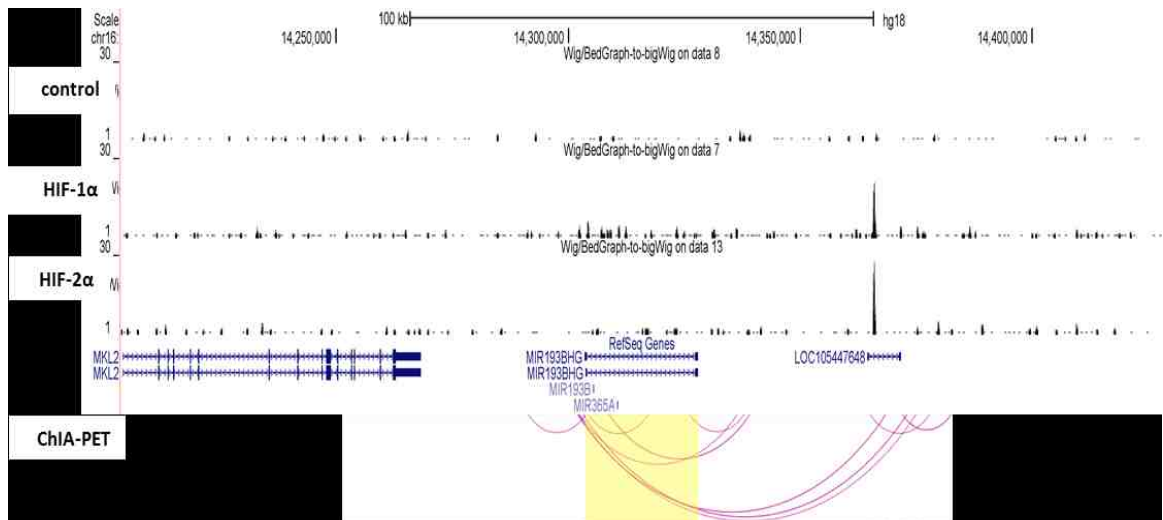 Scale 100 kb hg18
chr16: 14,250,000 14,300,000 14,350,000 14,400,000
30 Wig/BedGraph-to-bigWig on data 8
control
1
30 Wig/BedGraph-to-bigWig on data 7
HIF-1α
1
30 Wig/BedGraph-to-bigWig on data 13
HIF-2α
1
RefSeq Genes
MKL2 MIR193BHG LOC105447648
MKL2 MIR193BHG
MIR193B
MIR365A
ChIA-PET